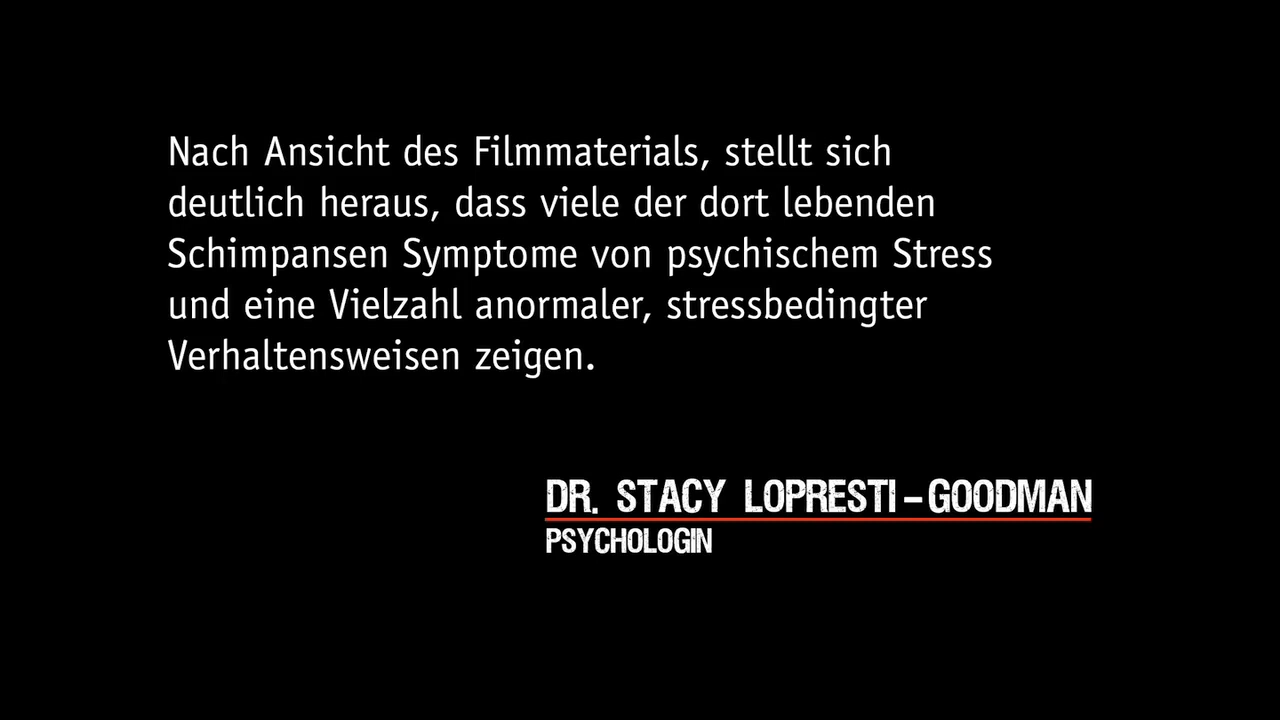 Nach Ansicht des Filmmaterials, stellt sich
deutlich heraus, dass viele der dort lebenden
Schimpansen Symptome von psychischem Stress
und eine Vielzahl anormaler, stressbedingter
Verhaltensweisen zeigen.
DR. STACY LOPRESTI-GOODMAN
PSYCHOLOGIN